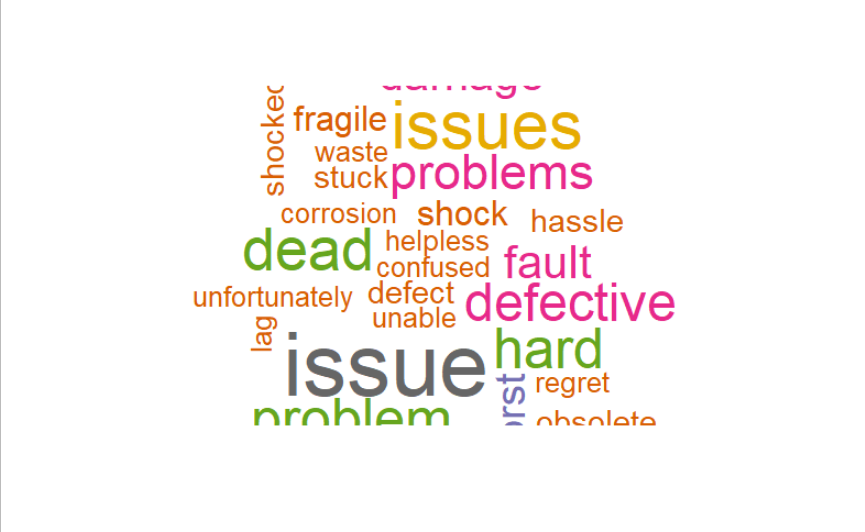 damage
shocked
fragile
issues
waste
stuck
problems
corrosion
shock
hassle
dead
helpless
confused
fault
unfortunately
defect
defective
unable
lag
issue
hard
regret
problem
orst
obsolete